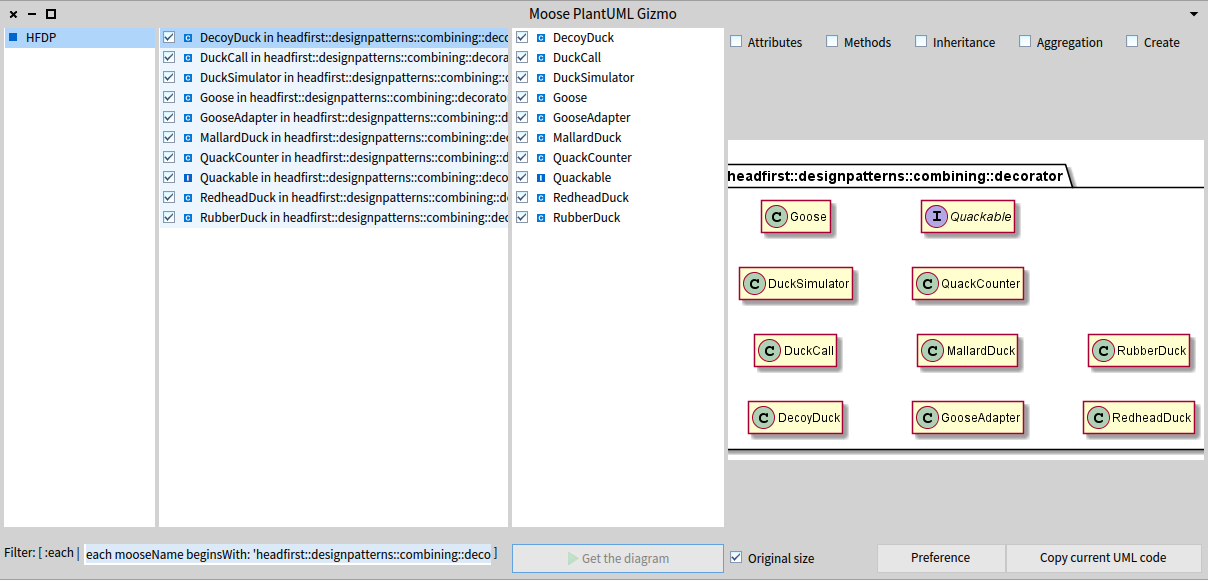 Moose PlantUML Gizmo
HFDP
DecoyDuck in headfirst::designpatterns::combining::deco
DuckCall in headfirst::designpatterns::combining::decora
DuckSimulator in headfirst::designpatterns::combining::
Goose in headfirst::designpatterns::combining::decorato
GooseAdapter in headfirst::designpatterns::combining::d
MallardDuck in headfirst::designpatterns::combining::dec
QuackCounter in headfirst::designpatterns::combining::d
Quackable in headfirst::designpatterns::combining::deco
RedheadDuck in headfirst::designpatterns::combining::d
RubberDuck in headfirst::designpatterns::combining::dec
DecoyDuck
DuckCall
DuckSimulator
Goose
GooseAdapter
MallardDuck
QuackCounter
Quackable
RedheadDuck
RubberDuck
Attributes Methods Inheritance Aggregation Create
headfirst::designpatterns::combining::decorator
C Goose I Quackable
C DuckSimulator C QuackCounter
C DuckCall C MallardDuck C RubberDuck
C DecoyDuck C GooseAdapter C RedheadDuck
Filter: [ :each | each mooseName beginsWith: 'headfirst::designpatterns::combining::deco ]
Get the diagram
Original size
Preference
Copy current UML code